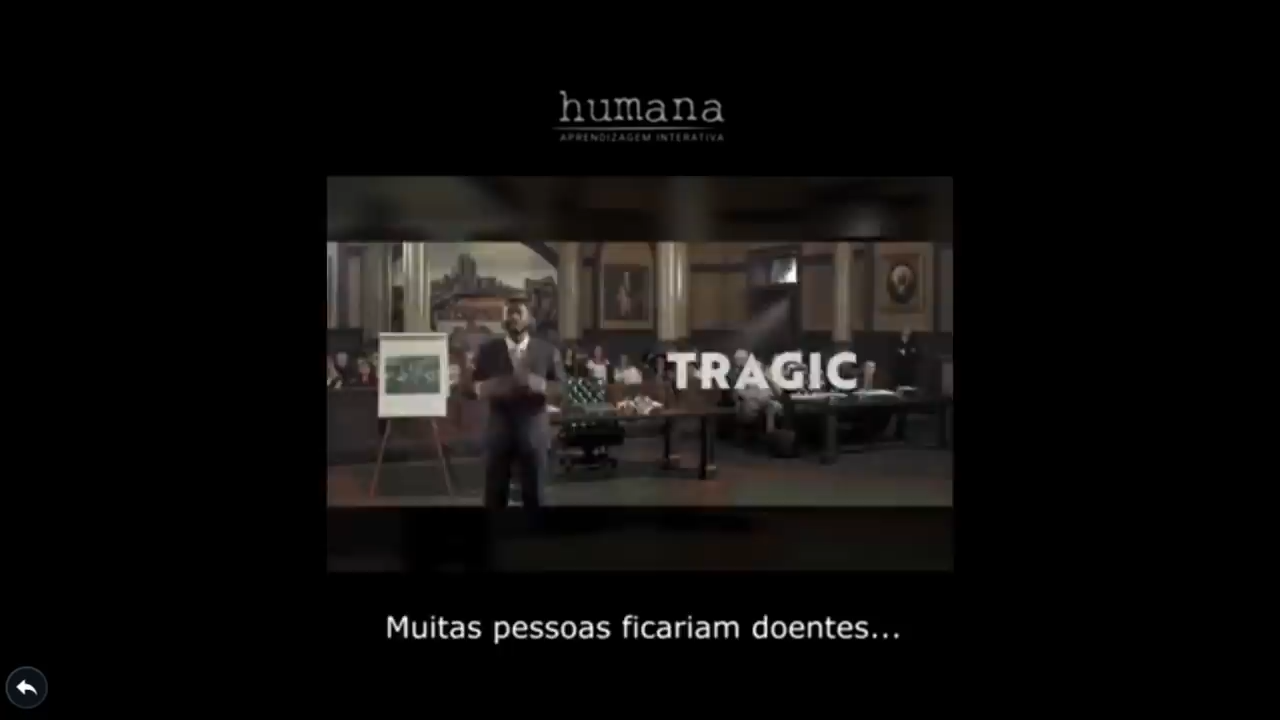 humana
APRENDIZAGEM INTERATIVA
TRAGIC
Muitas pessoas ficariam doentes...